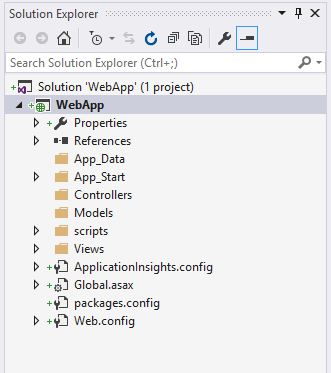 Solution Explorer
Search Solution Explorer (Ctrl+;)
Solution 'WebApp' (1 project)
WebApp
Properties
References
App_Data
App_Start
Controllers
Models
scripts
Views
ApplicationInsights.config
Global.asax
packages.config
Web.config